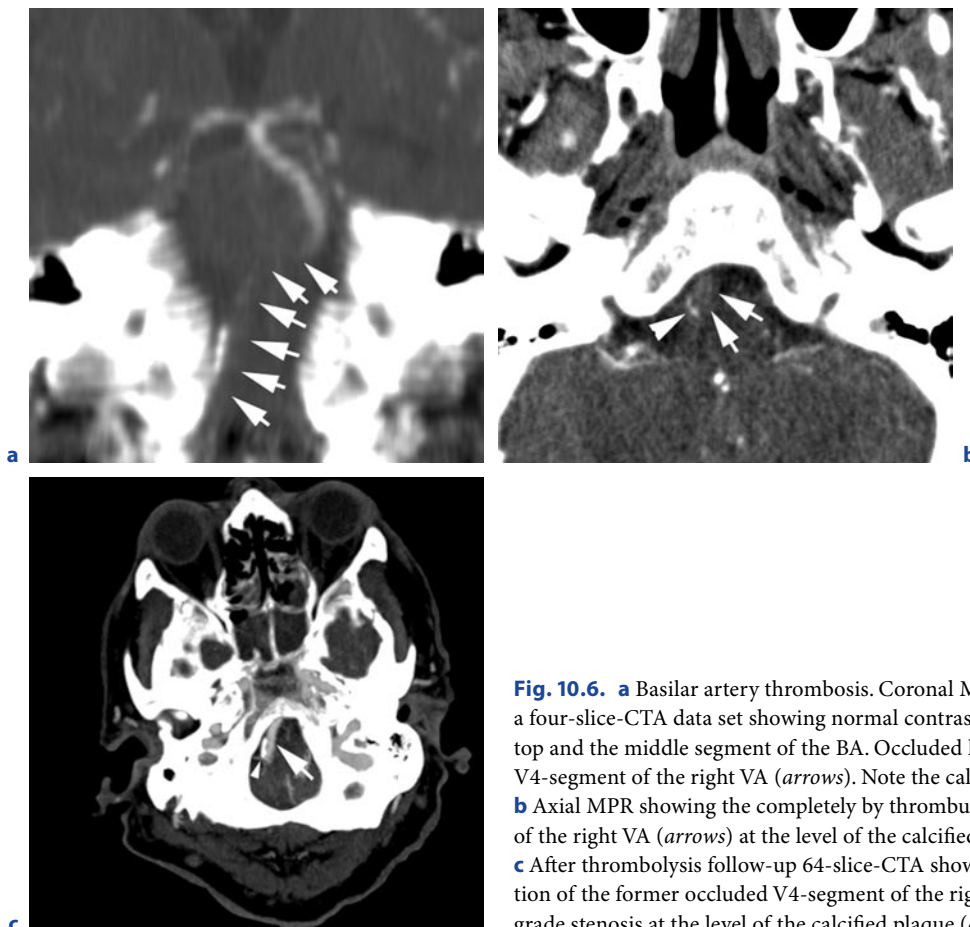 a
b
c
Fig. 10.6. a Basilar artery thrombosis. Coronal M
a four-slice-CTA data set showing normal contras
top and the middle segment of the BA. Occluded
V4-segment of the right VA (arrows). Note the cal
b Axial MPR showing the completely by thrombu
of the right VA (arrows) at the level of the calcified
c After thrombolysis follow-up 64-slice-CTA show
tion of the former occluded V4-segment of the rig
grade stenosis at the level of the calcified plaque (